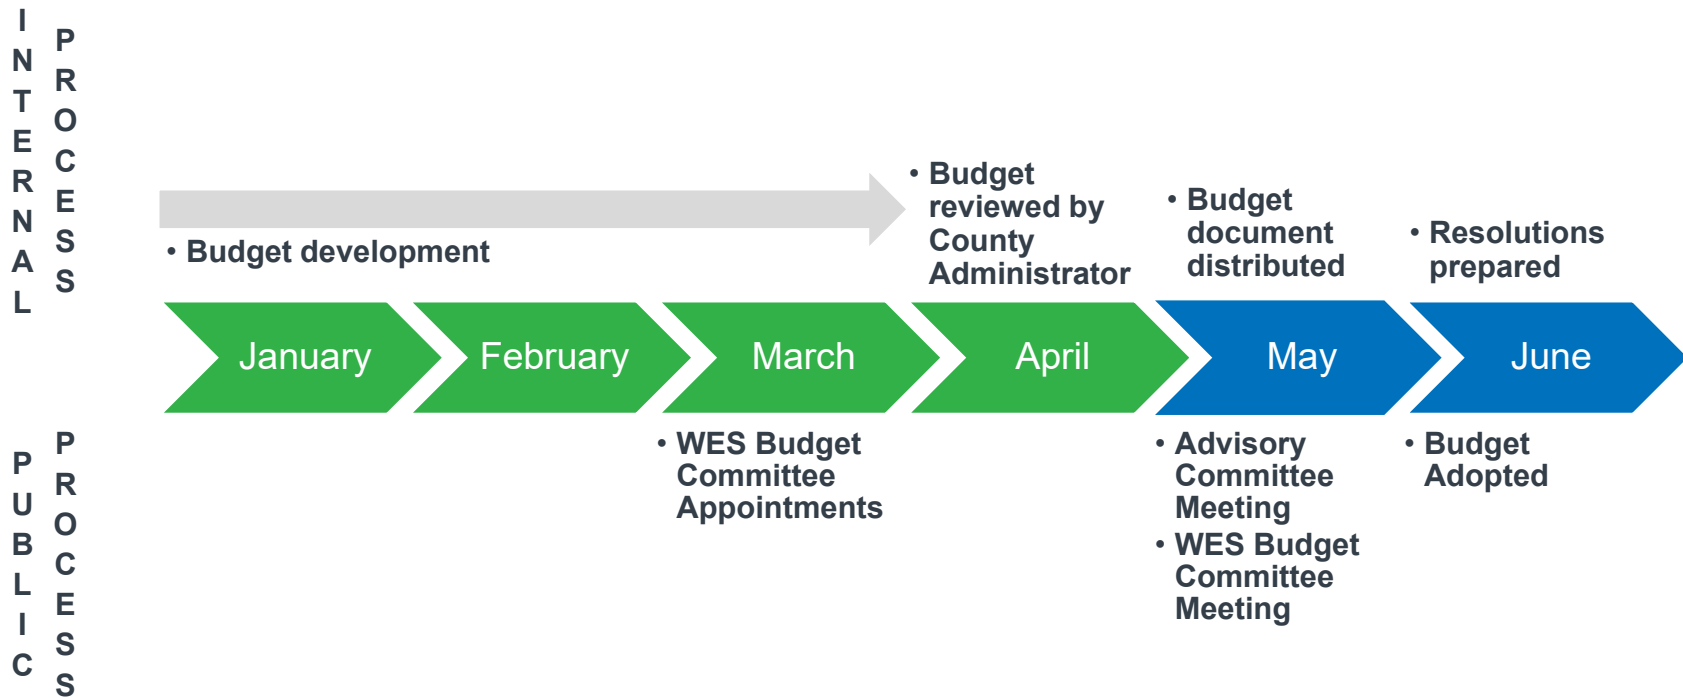 INTERNAL
PROCESS
• Budget development
• Budget
reviewed by
County
Administrator
• Budget
document
distributed
• Resolutions
prepared
January
February
March
April
May
June
PUBLIC
PROCESS
• WES Budget
Committee
Appointments
• Advisory
Committee
Meeting
• WES Budget
Committee
Meeting
• Budget
Adopted